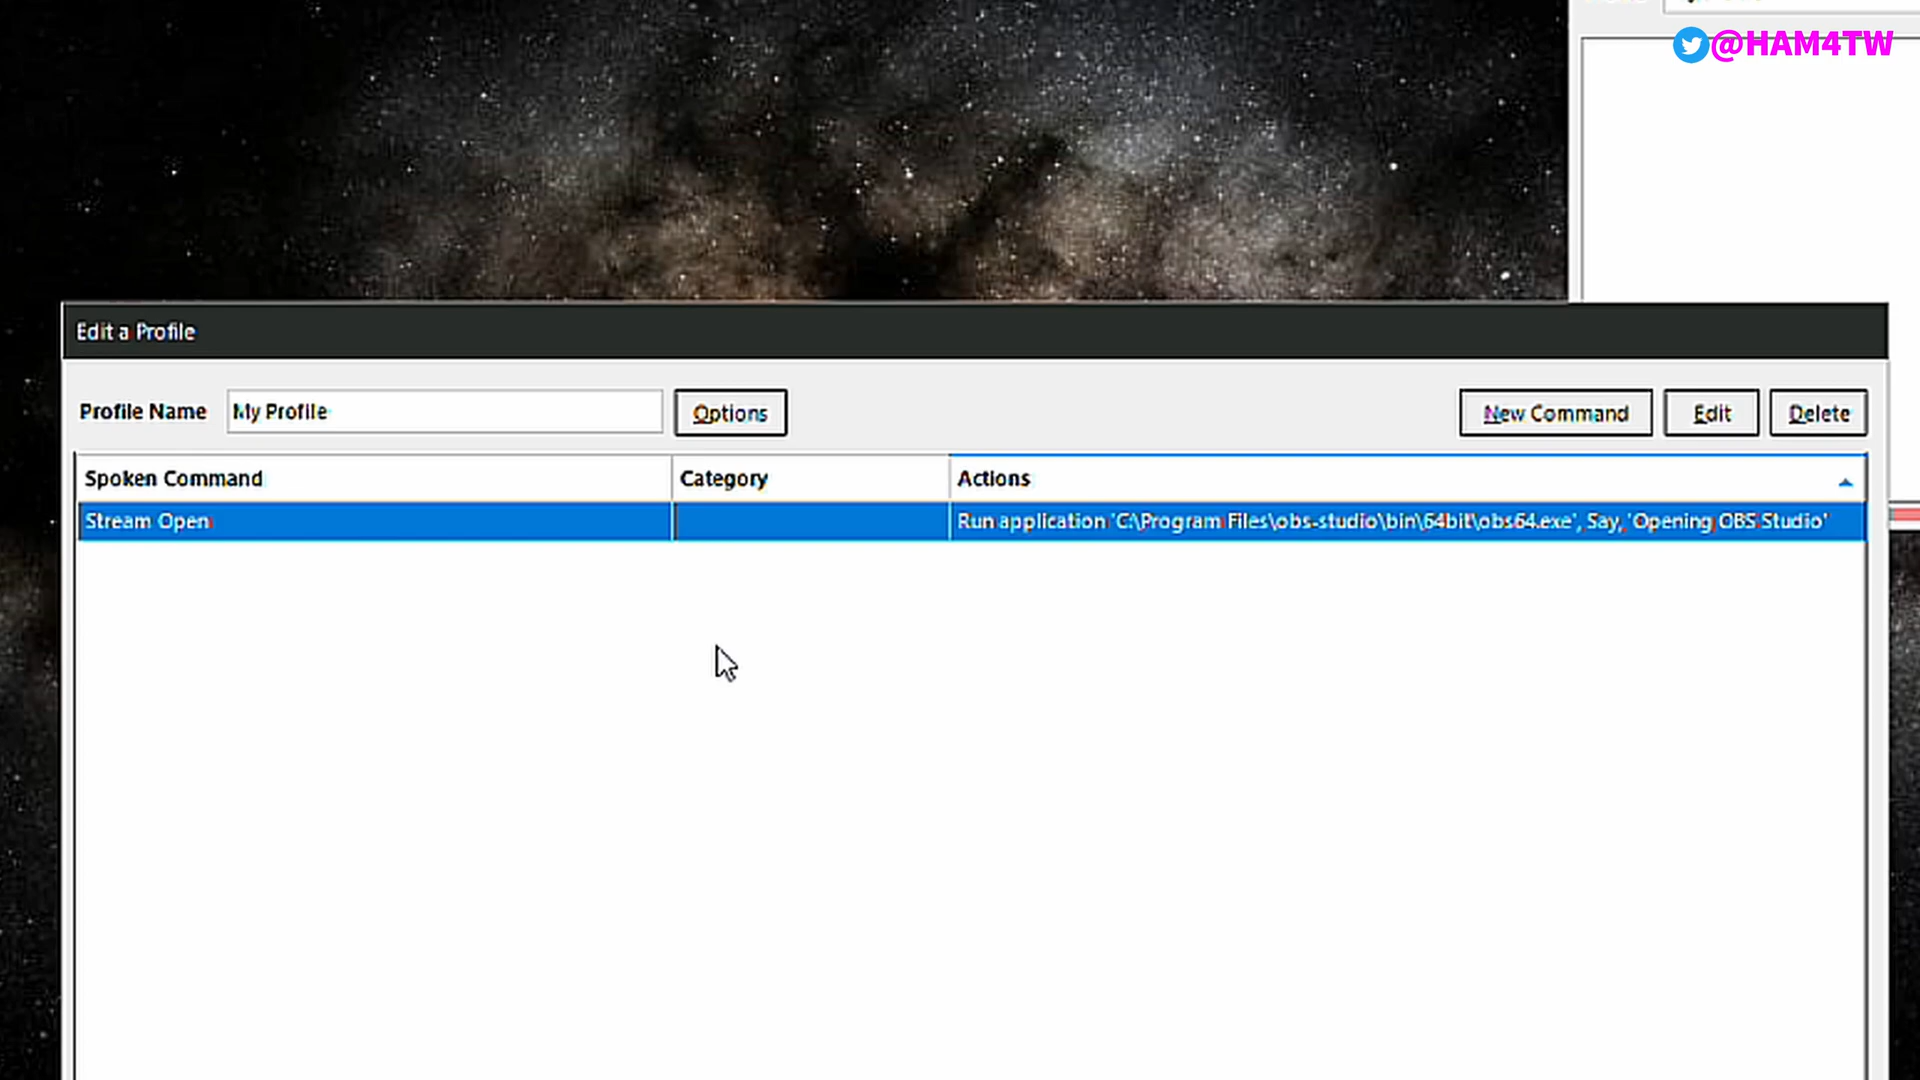 @HAM4TW
Edit a Profile
Profile Name My Profile Options New Command Edit Delete
Spoken Command Category Actions
Stream Open Run application 'C:\Program Files\obs-studio\bin\64bit\obs64.exe', Say, 'Opening OBS Studio'